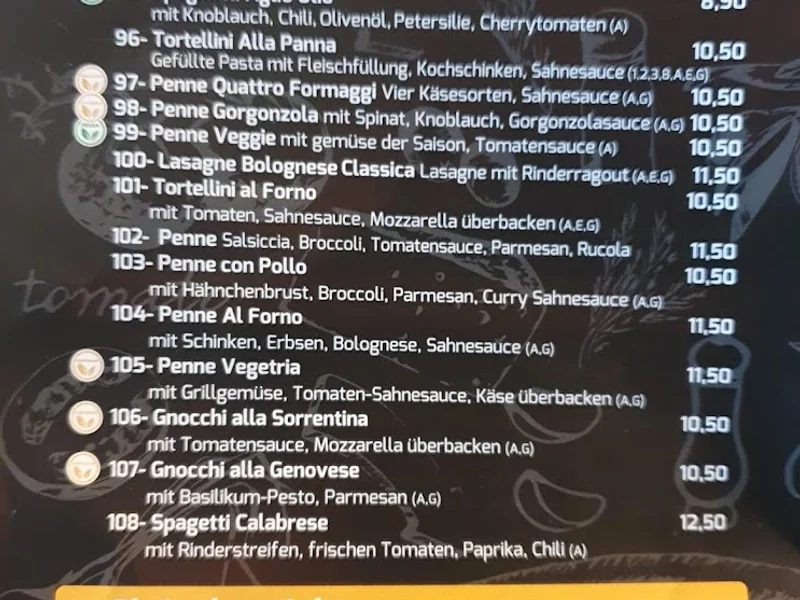 mit Knoblauch, Chili, Olivenöl, Petersilie, Cherrytomaten (A)
96- Tortellini Alla Panna 10,50
Gefüllte Pasta mit Fleischfüllung, Kochschinken, Sahnesauce (1,2,3,8,A,E,G)
97- Penne Quattro Formaggi Vier Käsesorten, Sahnesauce (A,G) 10,50
98- Penne Gorgonzola mit Spinat, Knoblauch, Gorgonzolasauce (A,G) 10,50
99- Penne Veggie mit gemüse der Saison, Tomatensauce (A) 10,50
100- Lasagne Bolognese Classica Lasagne mit Rinderragout (A,E,G) 11,50
101- Tortellini al Forno 10,50
mit Tomaten, Sahnesauce, Mozzarella überbacken (A,E,G)
102- Penne Salsiccia, Broccoli, Tomatensauce, Parmesan, Rucola 11,50
103- Penne con Pollo 10,50
mit Hähnchenbrust, Broccoli, Parmesan, Curry Sahnesauce (A,G)
104- Penne Al Forno 11,50
mit Schinken, Erbsen, Bolognese, Sahnesauce (A,G)
105- Penne Vegetria 11,50
mit Grillgemüse, Tomaten-Sahnesauce, Käse überbacken (A,G)
106- Gnocchi alla Sorrentina 10,50
mit Tomatensauce, Mozzarella überbacken (A,G)
107- Gnocchi alla Genovese 10,50
mit Basilikum-Pesto, Parmesan (A,G)
108- Spagetti Calabrese 12,50
mit Rinderstreifen, frischen Tomaten, Paprika, Chili (A)